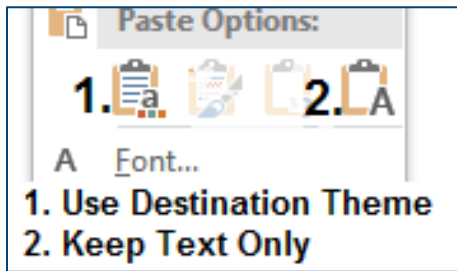 Paste Options:
1. a 2. A
A Font...
1. Use Destination Theme
2. Keep Text Only